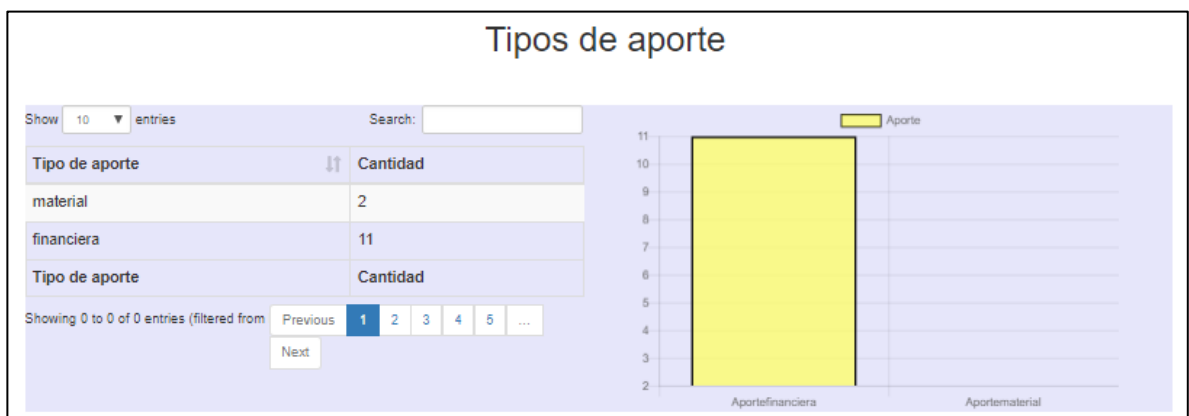 Tipos de aporte
Show 10 entries
Search:
Tipo de aporte Cantidad
material 2
financiera 11
Tipo de aporte Cantidad
Showing 0 to 0 of 0 entries (filtered from
Previous 1 2 3 4 5 ...
Next
Aporte
11
10
9
8
7
6
5
4
3
2
Aportefinanciera Aportematerial